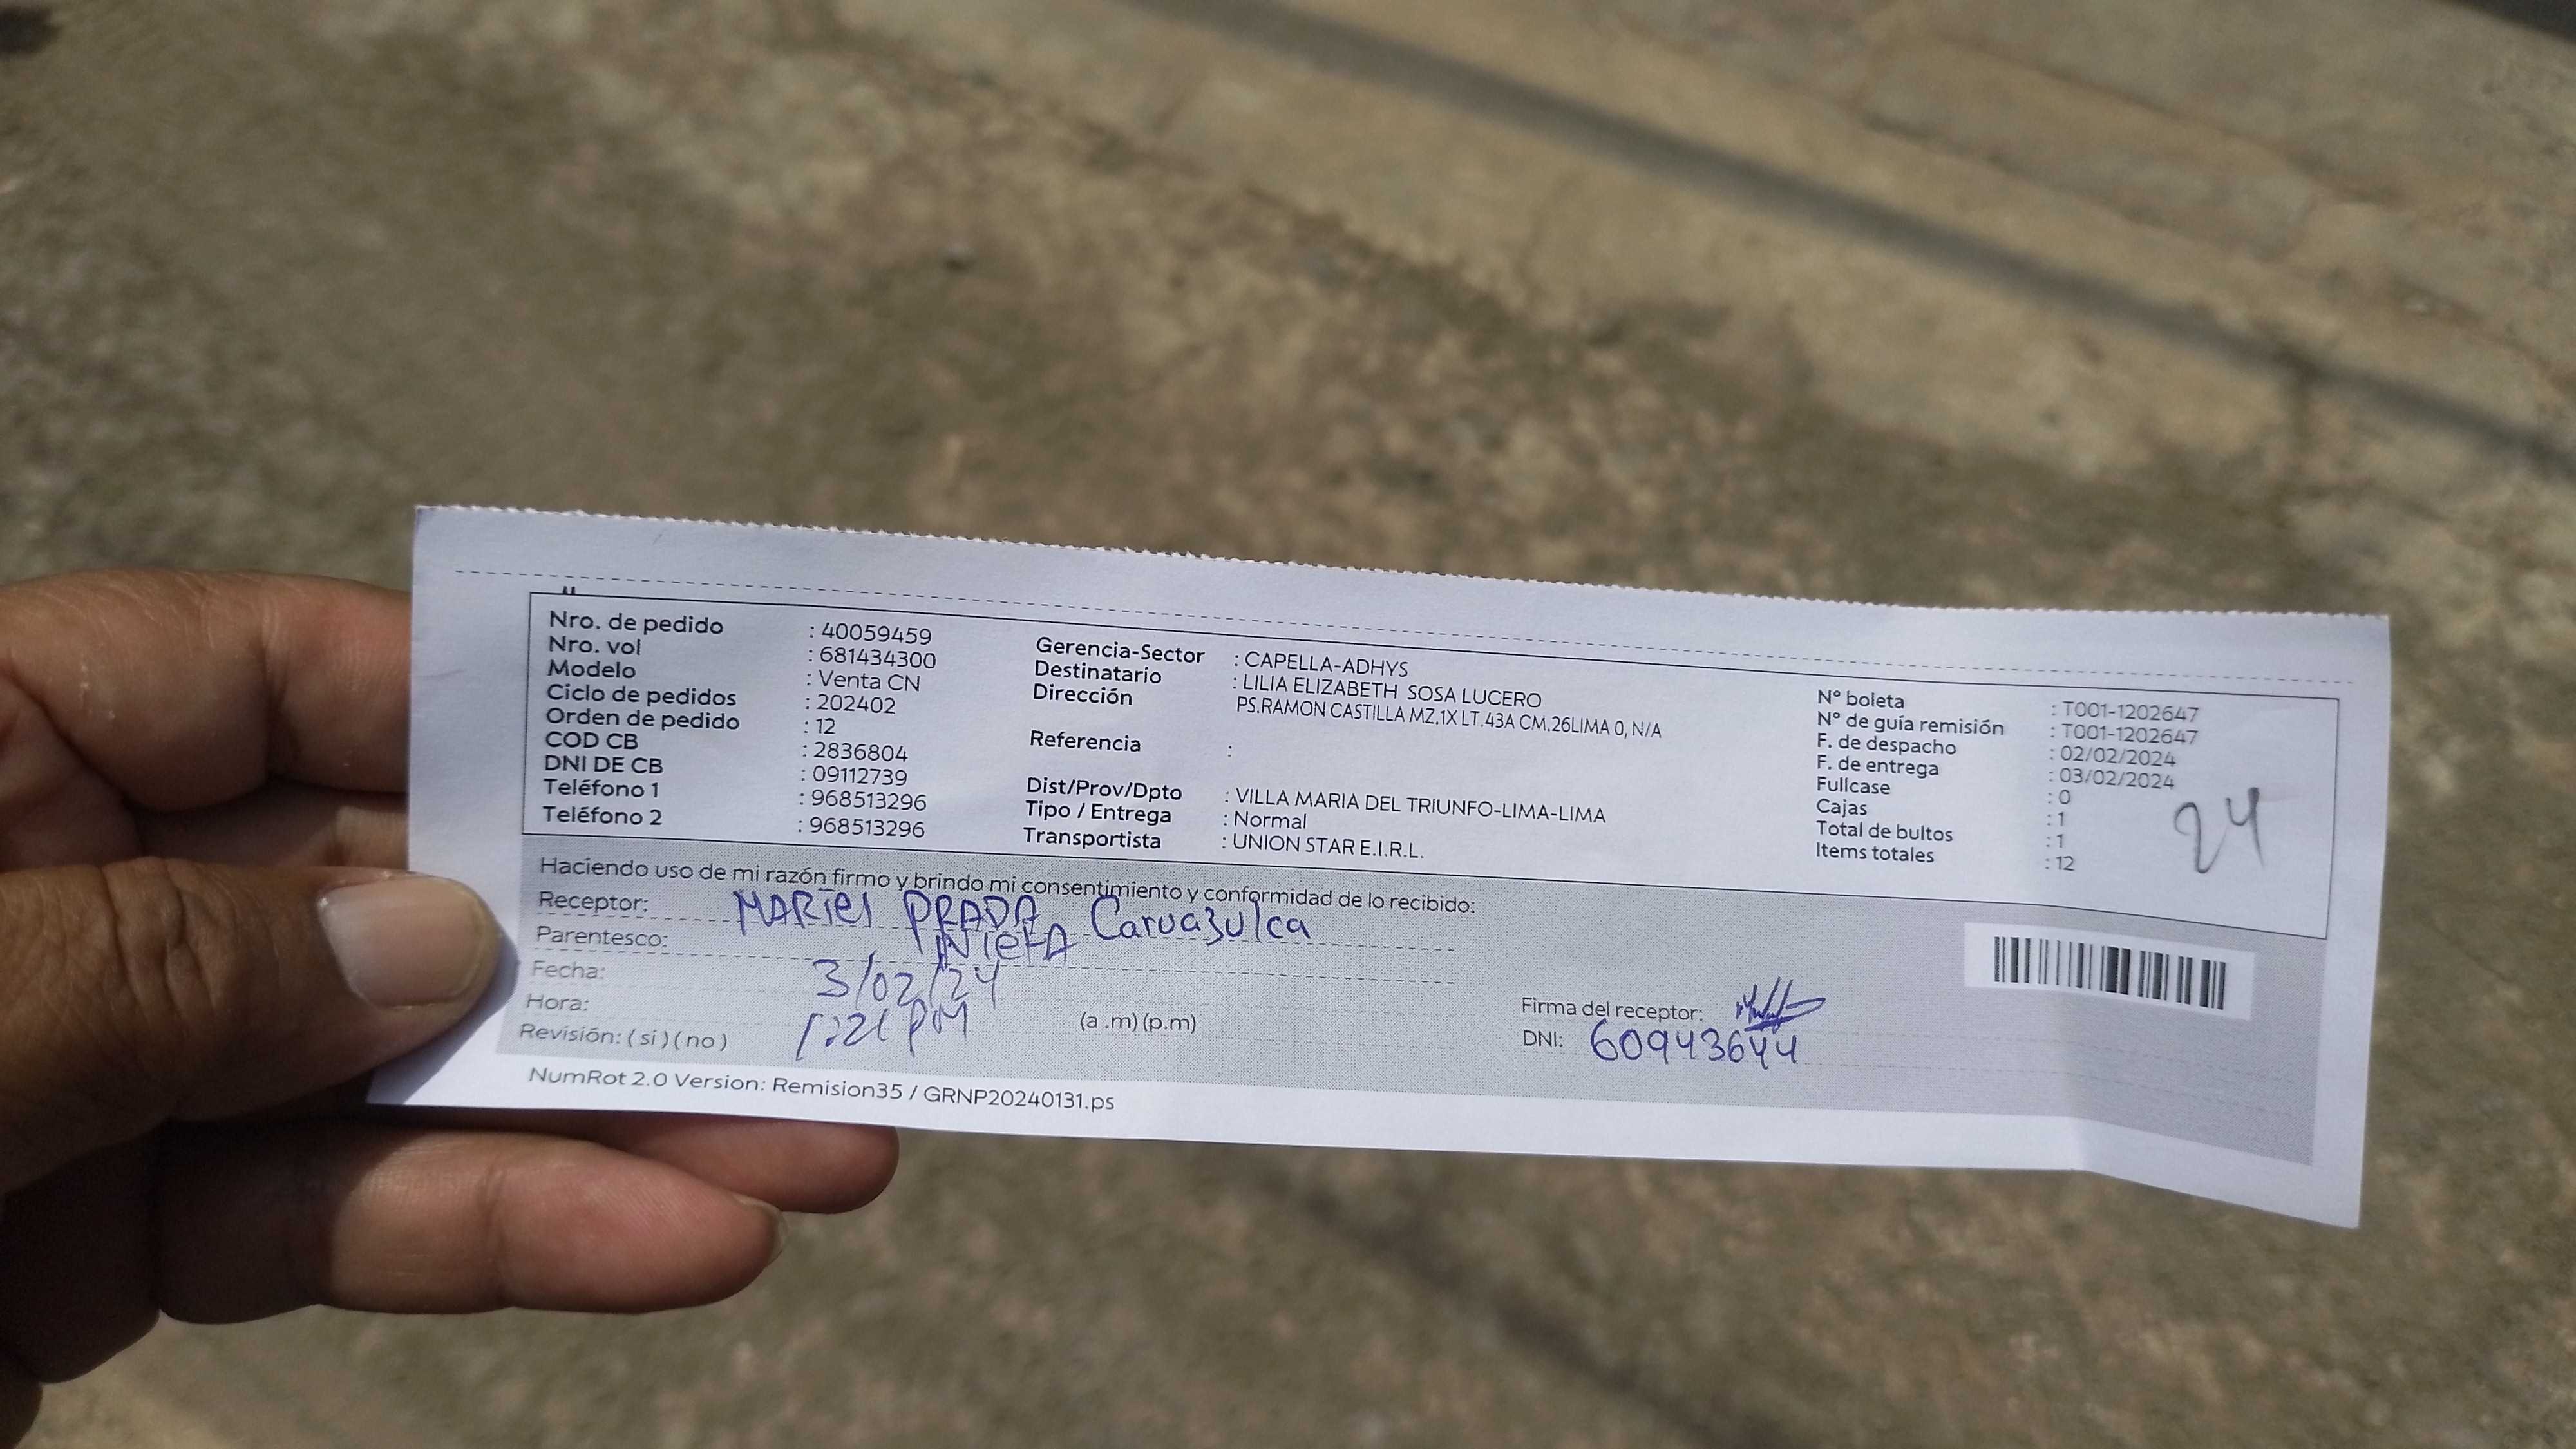 Nro. de pedido : 40059459
Nro. vol : 681434300
Modelo : Venta CN
Ciclo de pedidos : 202402
Orden de pedido : 12
COD CB : 2836804
DNI DE CB : 09112739
Teléfono 1 : 968513296
Teléfono 2 : 968513296
Gerencia-Sector : CAPELLA-ADHYS
Destinatario : LILIA ELIZABETH SOSA LUCERO
Dirección PS.RAMON CASTILLA MZ.1X LT.43A CM.26LIMA 0, N/A
Referencia :
Dist/Prov/Dpto : VILLA MARIA DEL TRIUNFO-LIMA-LIMA
Tipo / Entrega : Normal
Transportista : UNION STAR E.I.R.L.
N° boleta : T001-1202647
N° de guía remisión : T001-1202647
F. de despacho : 02/02/2024
F. de entrega : 03/02/2024
Fullcase : 0
Cajas : 1
Total de bultos : 1
Items totales : 12
24
Haciendo uso de mi razón firmo y brindo mi consentimiento y conformidad de lo recibido:
Receptor: MARIEl PRADA Caruazulca
Parentesco: NIETA
Fecha: 3/02/24
Hora: 1:21 PM (a .m) (p.m)
Revisión: ( si ) ( no )
Firma del receptor:
DNI: 60943644
NumRot 2.0 Version: Remision35 / GRNP20240131.ps